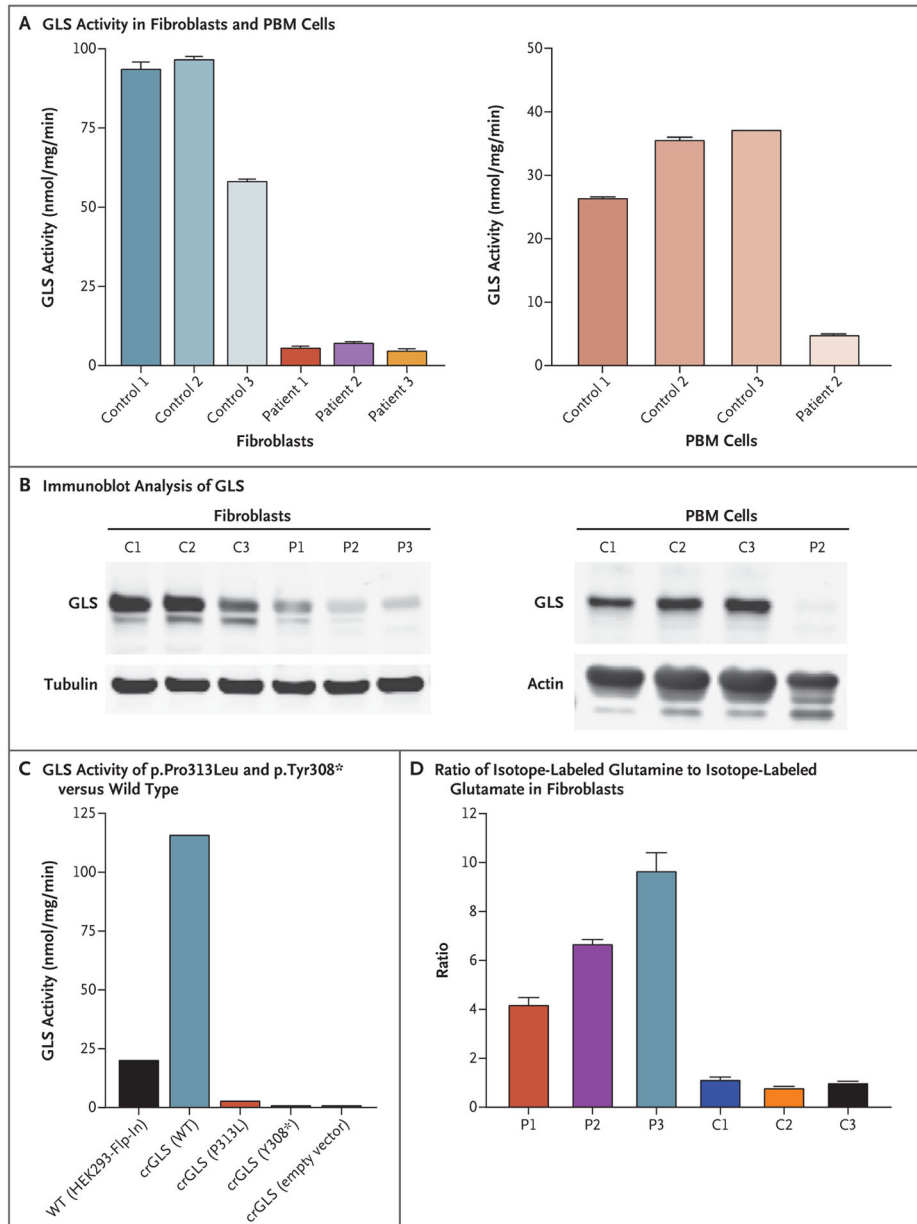 A GLS Activity in Fibroblasts and PBM Cells
GLS Activity (nmol/mg/min)
100
75
50
25
0
Control 1
Control 2
Control 3
Patient 1
Patient 2
Patient 3
Fibroblasts
GLS Activity (nmol/mg/min)
50
40
30
20
10
0
Control 1
Control 2
Control 3
Patient 2
PBM Cells
B Immunoblot Analysis of GLS
Fibroblasts
C1 C2 C3 P1 P2 P3
GLS
Tubulin
PBM Cells
C1 C2 C3 P2
GLS
Actin
C GLS Activity of p.Pro313Leu and p.Tyr308*
versus Wild Type
GLS Activity (nmol/mg/min)
125
100
75
50
25
0
WT (HEK293-Flp-In)
crGLS (WT)
crGLS (P313L)
crGLS (Y308*)
crGLS (empty vector)
D Ratio of Isotope-Labeled Glutamine to Isotope-Labeled
Glutamate in Fibroblasts
Ratio
12
10
8
6
4
2
0
P1 P2 P3 C1 C2 C3